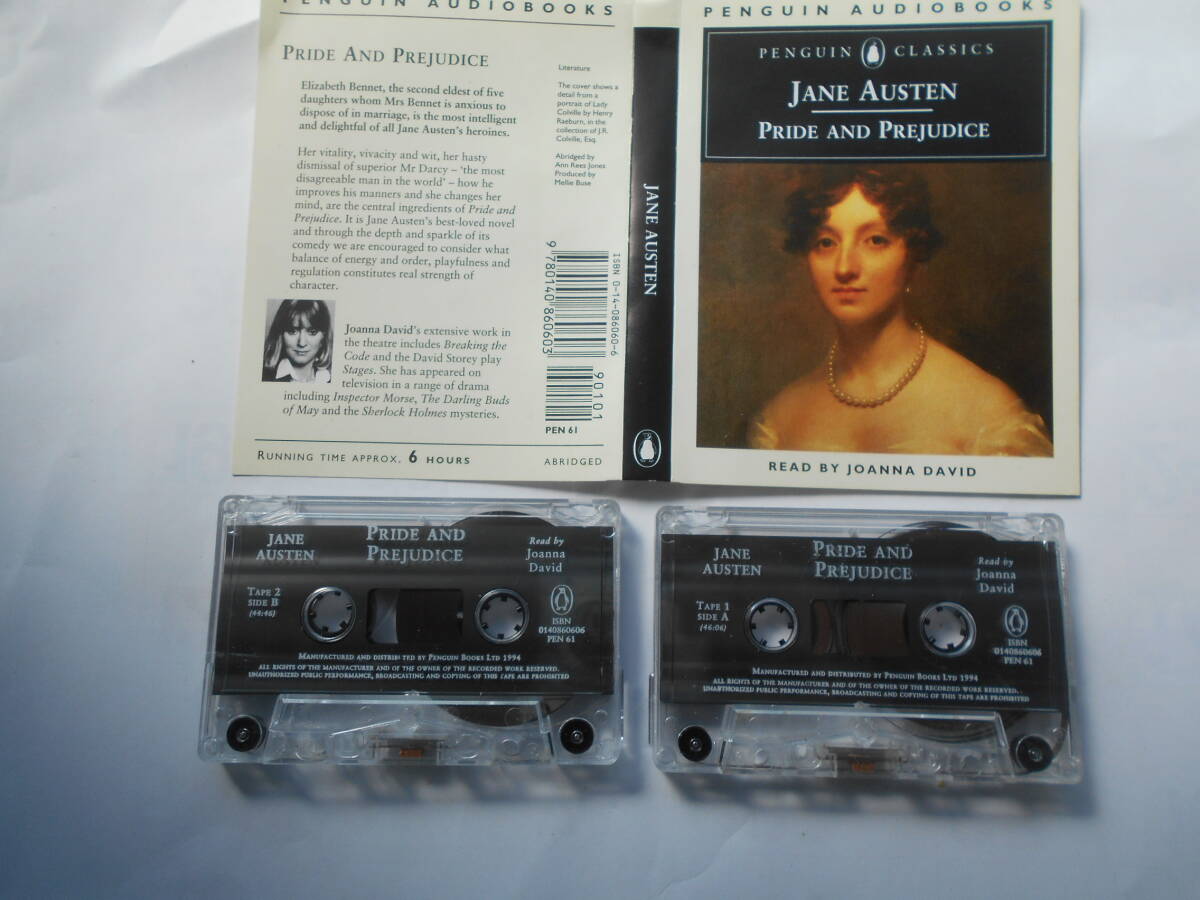 PENGUIN AUDIOBOOKS
PRIDE AND PREJUDICE
Elizabeth Bennet, the second eldest of five
daughters whom Mrs Bennet is anxious to
dispose of in marriage, is the most intelligent
and delightful of all Jane Austen's heroines.
Her vitality, vivacity and wit, her hasty
dismissal of superior Mr Darcy – 'the most
disagreeable man in the world' – how he
improves his manners and she changes her
mind, are the central ingredients of Pride and
Prejudice. It is Jane Austen's best-loved novel
and through the depth and sparkle of its
comedy we are encouraged to consider what
balance of energy and order, playfulness and
regulation constitutes real strength of
character.
Joanna David's extensive work in
the theatre includes Breaking the
Code and the David Storey play
Stages. She has appeared on
television in a range of drama
including Inspector Morse, The Darling Buds
of May and the Sherlock Holmes mysteries.
RUNNING TIME APPROX. 6 HOURS
ABRIDGED
Literature
The cover shows a
detail from a
portrait of Lady
Colville by Henry
Raeburn, in the
collection of J.R.
Colville, Esq.
Abridged by
Ann Rees Jones
Produced by
Mellie Buse
ISBN 0-14-086060-6
9 780140 860603
90101
PEN 61
JANE AUSTEN
PENGUIN AUDIOBOOKS
PENGUIN CLASSICS
JANE AUSTEN
PRIDE AND PREJUDICE
READ BY JOANNA DAVID
JANE
AUSTEN
PRIDE AND
PREJUDICE
Read by
Joanna
David
TAPE 2
SIDE B
(44:46)
ISBN
0140860606
PEN 61
MANUFACTURED AND DISTRIBUTED BY PENGUIN BOOKS LTD 1994
ALL RIGHTS OF THE MANUFACTURER AND OF THE OWNER OF THE RECORDED WORK RESERVED.
UNAUTHORIZED PUBLIC PERFORMANCE, BROADCASTING AND COPYING OF THIS TAPE ARE PROHIBITED
JANE
AUSTEN
PRIDE AND
PREJUDICE
Read by
Joanna
David
TAPE 1
SIDE A
(46:06)
ISBN
0140860606
PEN 61
MANUFACTURED AND DISTRIBUTED BY PENGUIN BOOKS LTD 1994
ALL RIGHTS OF THE MANUFACTURER AND OF THE OWNER OF THE RECORDED WORK RESERVED.
UNAUTHORIZED PUBLIC PERFORMANCE, BROADCASTING AND COPYING OF THIS TAPE ARE PROHIBITED